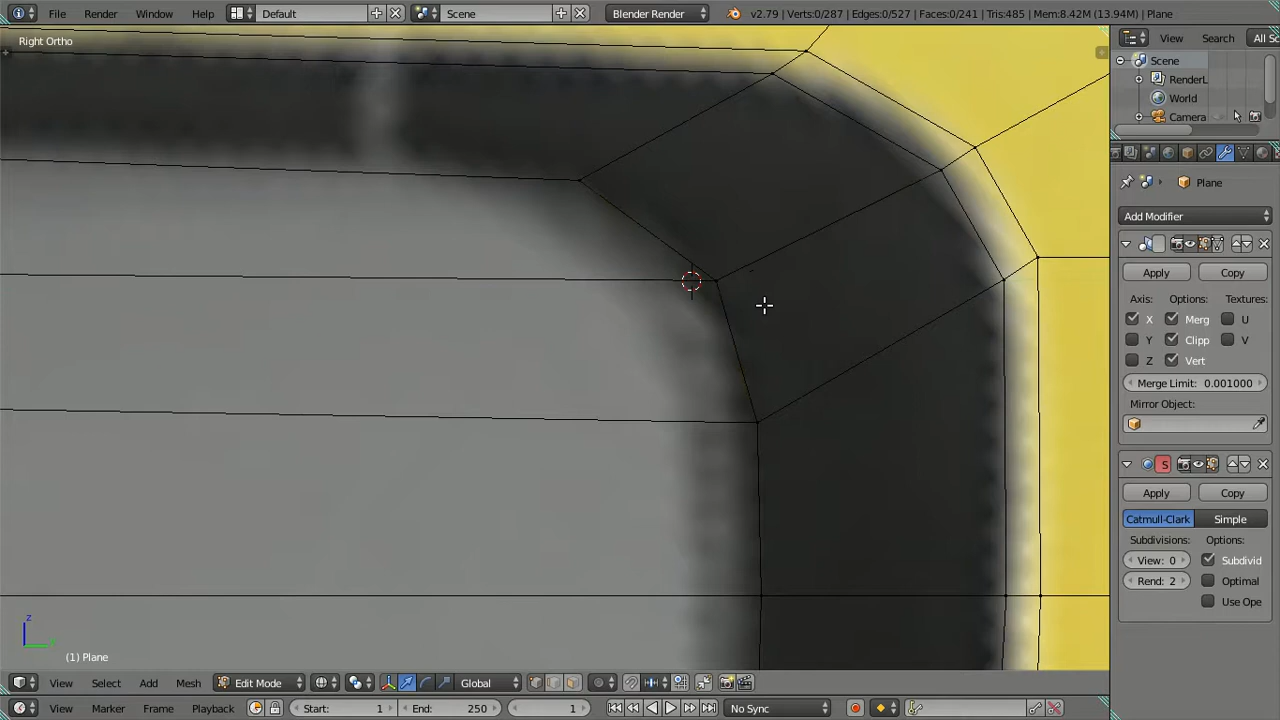 File Render Window Help Default Scene Blender Render v2.79 | Verts:0/287 | Edges:0/527 | Faces:0/241 | Tris:485 | Mem:8.42M (13.94M) | Plane
Right Ortho
View Search All Sc
Scene
RenderL
World
Camera
Plane
Add Modifier
Apply Copy
Axis: Options: Textures:
X Merg U
Y Clipp V
Z Vert
Merge Limit: 0.001000
Mirror Object:
S
Apply Copy
Catmull-Clark Simple
Subdivisions: Options:
View: 0 Subdivid
Rend: 2 Optimal
Use Ope
z
(1) Plane
View Select Add Mesh Edit Mode Global
View Marker Frame Playback Start: 1 End: 250 1 No Sync